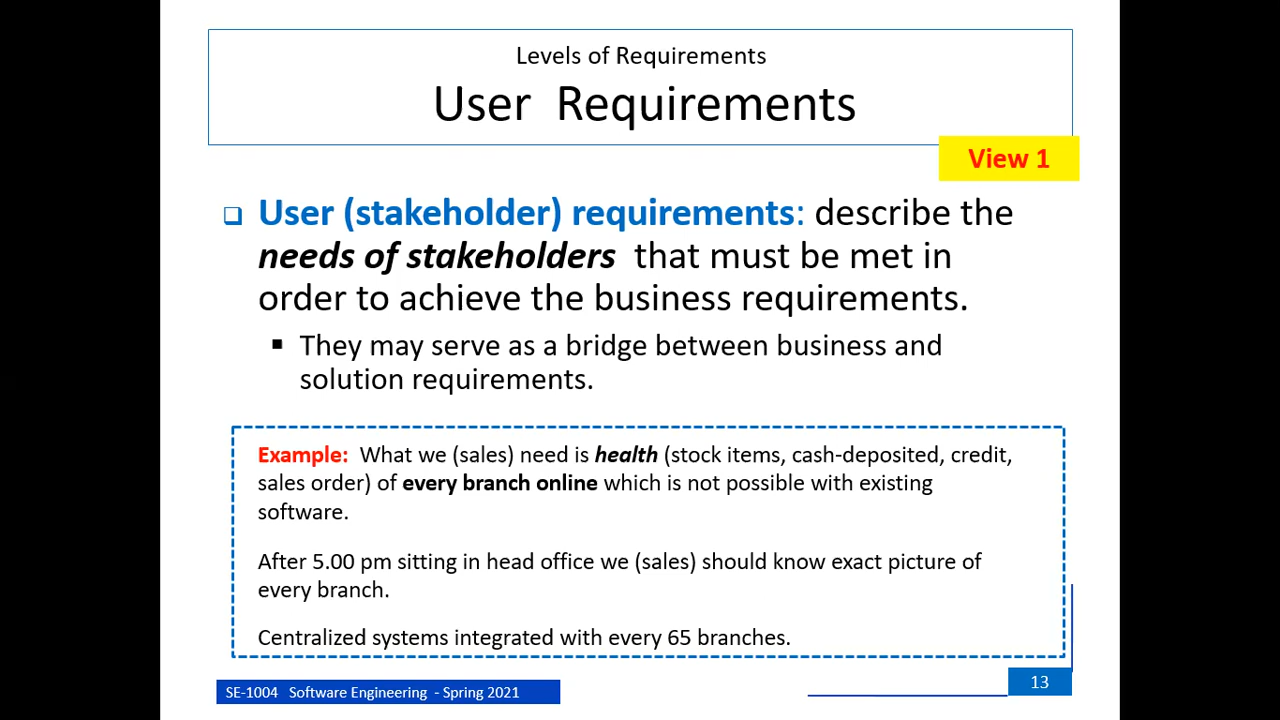 Levels of Requirements
User Requirements
View 1
User (stakeholder) requirements: describe the
needs of stakeholders that must be met in
order to achieve the business requirements.
They may serve as a bridge between business and
solution requirements.
Example: What we (sales) need is health (stock items, cash-deposited, credit,
sales order) of every branch online which is not possible with existing
software.
After 5.00 pm sitting in head office we (sales) should know exact picture of
every branch.
Centralized systems integrated with every 65 branches.
SE-1004 Software Engineering - Spring 2021
13